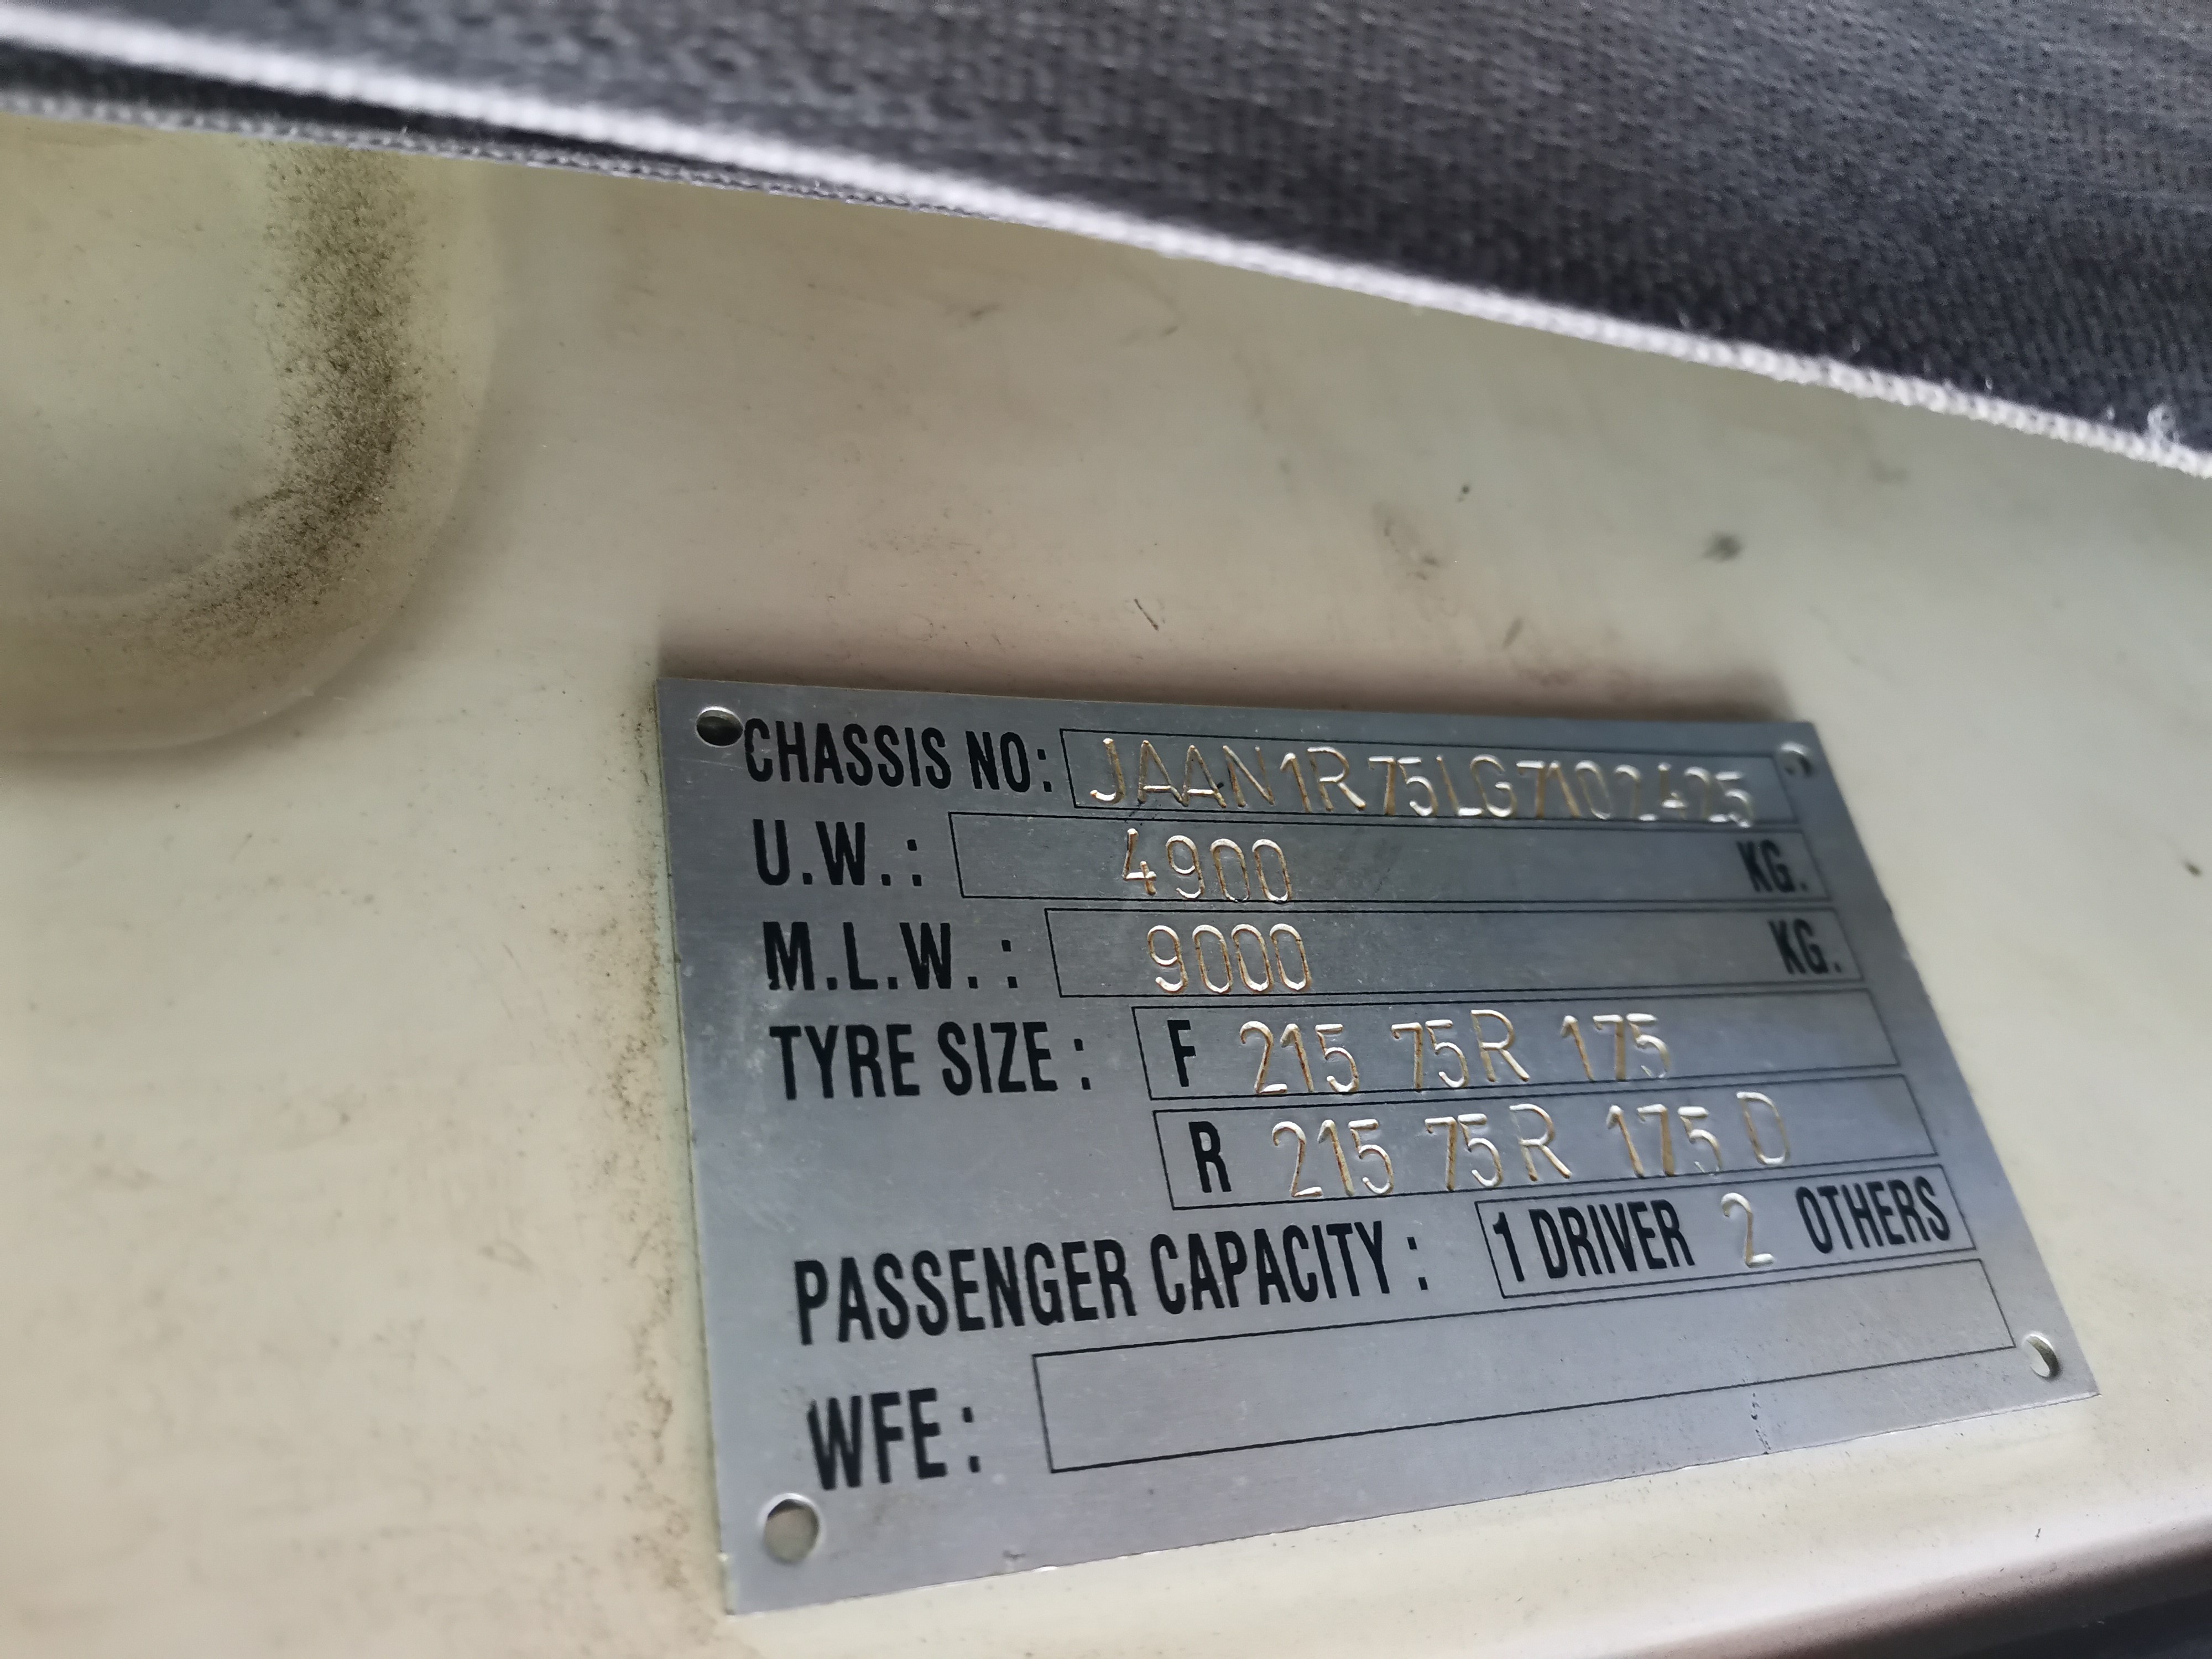 CHASSIS NO: JAAN1R75LG7102425
U.W.: 4900 KG.
M.L.W.: 9000 KG.
TYRE SIZE: F 215 75R 175
R 215 75R 175 D
PASSENGER CAPACITY: 1 DRIVER 2 OTHERS
WFE: